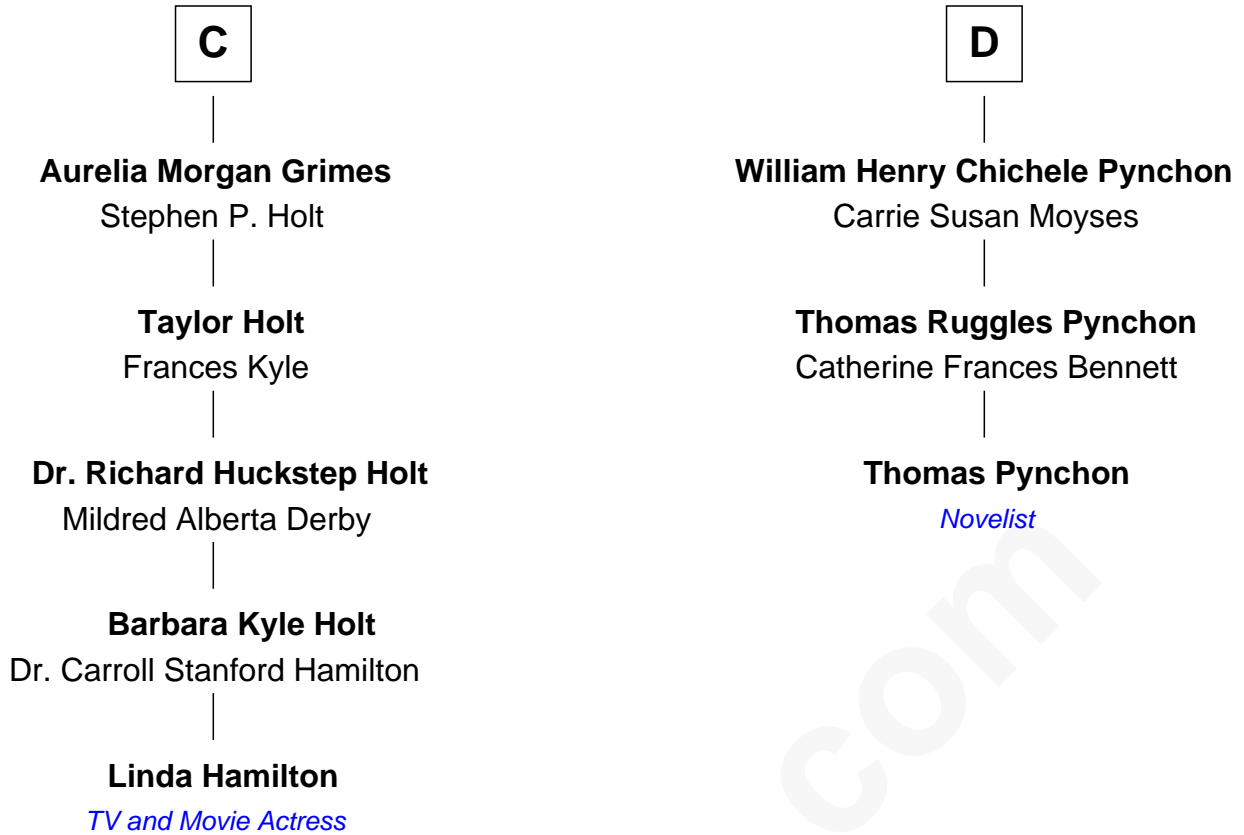 C
Aurelia Morgan Grimes
Stephen P. Holt
Taylor Holt
Frances Kyle
Dr. Richard Huckstep Holt
Mildred Alberta Derby
Barbara Kyle Holt
Dr. Carroll Stanford Hamilton
Linda Hamilton
TV and Movie Actress
D
William Henry Chichele Pynchon
Carrie Susan Moyses
Thomas Ruggles Pynchon
Catherine Frances Bennett
Thomas Pynchon
Novelist
com